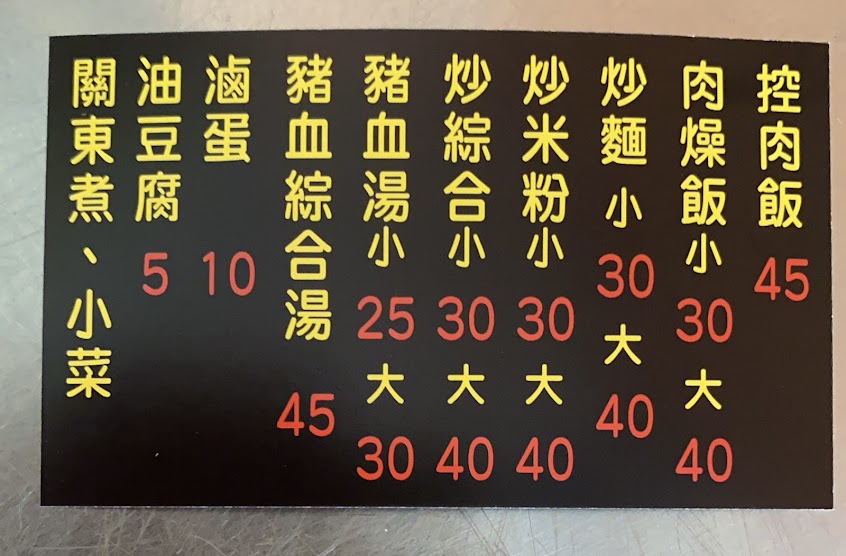 控肉飯 45
肉燥飯 小 30 大 40
炒麵 小 30 大 40
炒米粉 小 30 大 40
炒綜合 小 30 大 40
豬血湯 小 25 大 30
豬血綜合湯 45
滷蛋 10
油豆腐 5
關東煮、小菜